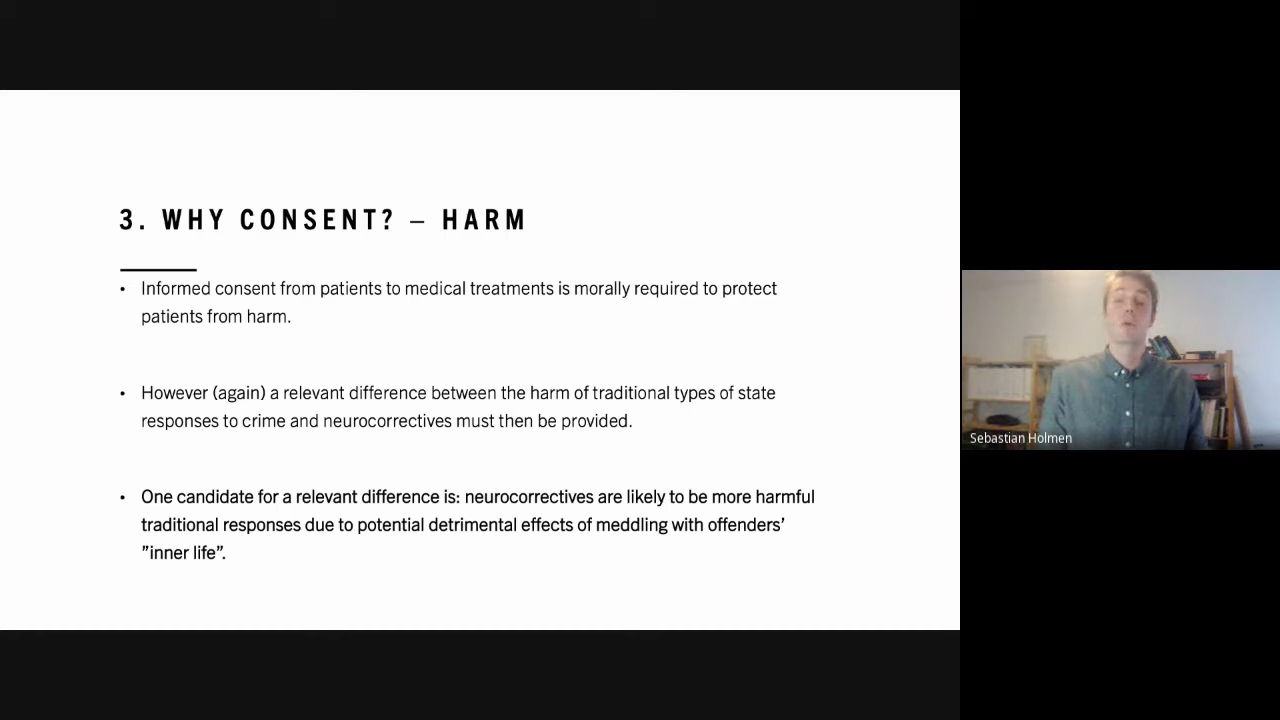 3. WHY CONSENT? – HARM
• Informed consent from patients to medical treatments is morally required to protect
patients from harm.
• However (again) a relevant difference between the harm of traditional types of state
responses to crime and neurocorrectives must then be provided.
• One candidate for a relevant difference is: neurocorrectives are likely to be more harmful
traditional responses due to potential detrimental effects of meddling with offenders’
”inner life”.
Sebastian Holmen